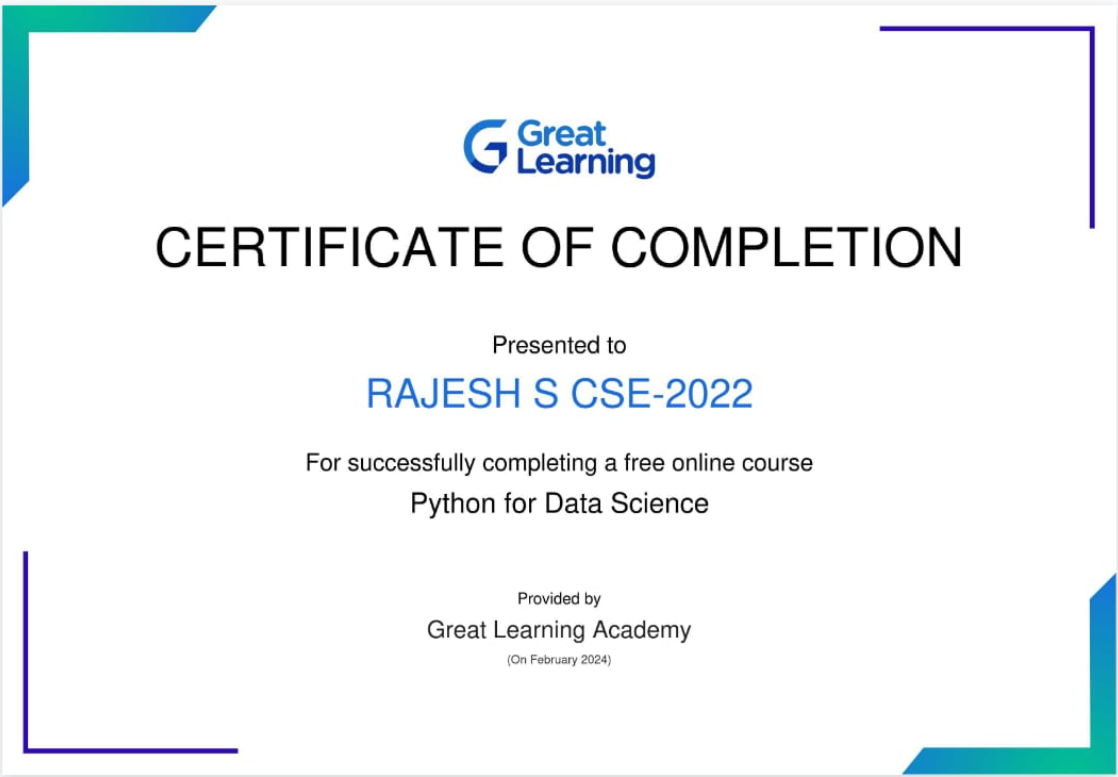 Great
Learning
CERTIFICATE OF COMPLETION
Presented to
RAJESH S CSE-2022
For successfully completing a free online course
Python for Data Science
Provided by
Great Learning Academy
(On February 2024)